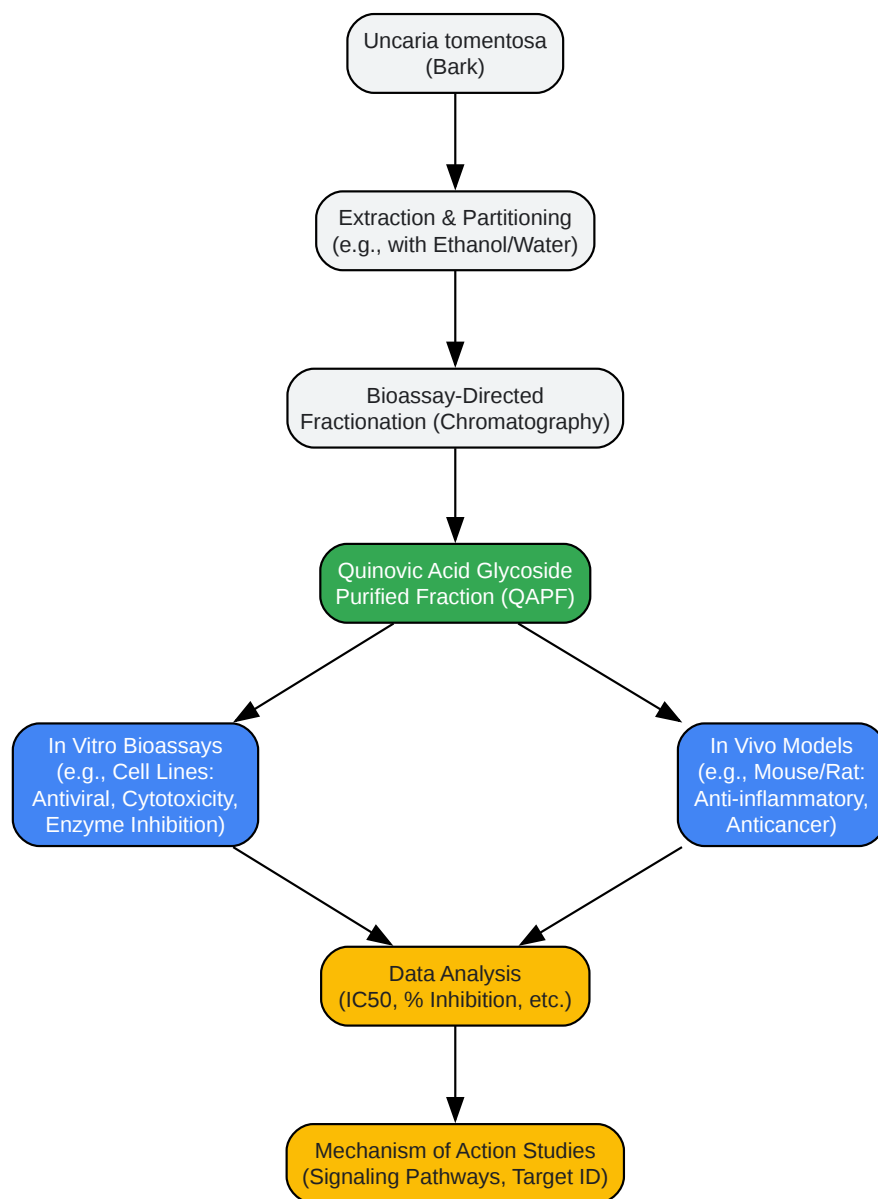 Uncaria tomentosa
(Bark)
Extraction & Partitioning
(e.g., with Ethanol/Water)
Bioassay-Directed
Fractionation (Chromatography)
Quinovic Acid Glycoside
Purified Fraction (QAPF)
In Vitro Bioassays
(e.g., Cell Lines:
Antiviral, Cytotoxicity,
Enzyme Inhibition)
In Vivo Models
(e.g., Mouse/Rat:
Anti-inflammatory,
Anticancer)
Data Analysis
(IC50, % Inhibition, etc.)
Mechanism of Action Studies
(Signaling Pathways, Target ID)